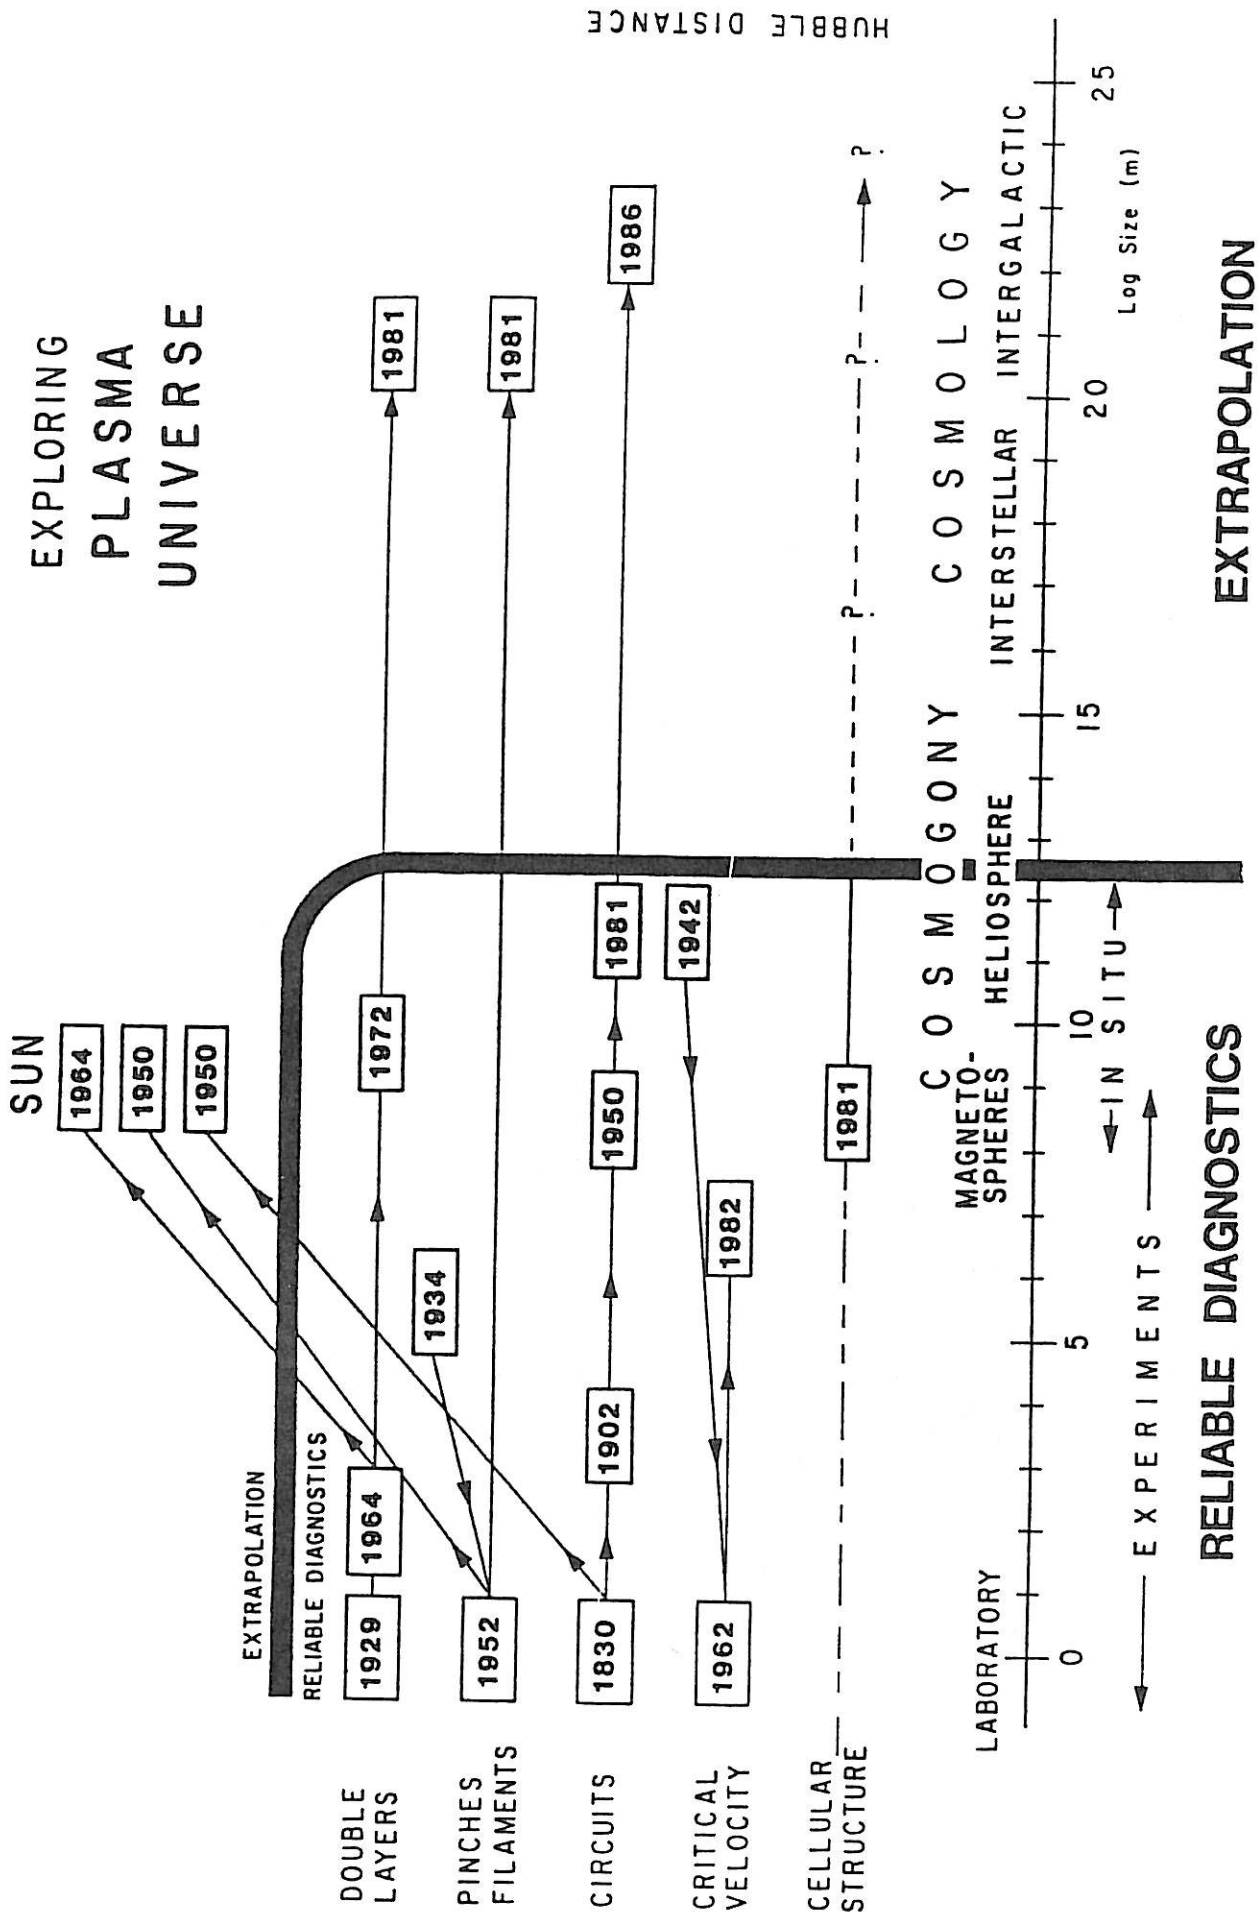 EXPLORING
PLASMA
UNIVERSE
SUN
1964
1950
1950
EXTRAPOLATION
RELIABLE DIAGNOSTICS
DOUBLE
LAYERS
1929
1964
1972
1981
PINCHES
FILAMENTS
1952
1934
1981
CIRCUITS
1830
1902
1950
1981
1986
CRITICAL
VELOCITY
1962
1982
1942
CELLULAR
STRUCTURE
1981
?
?
?
HUBBLE DISTANCE
COSMOGONY
COSMOLOGY
LABORATORY
MAGNETO-
SPHERES
HELIOSPHERE
INTERSTELLAR
INTERGALACTIC
0
5
10
15
20
25
Log Size (m)
IN SITU
EXPERIMENTS
RELIABLE DIAGNOSTICS
EXTRAPOLATION